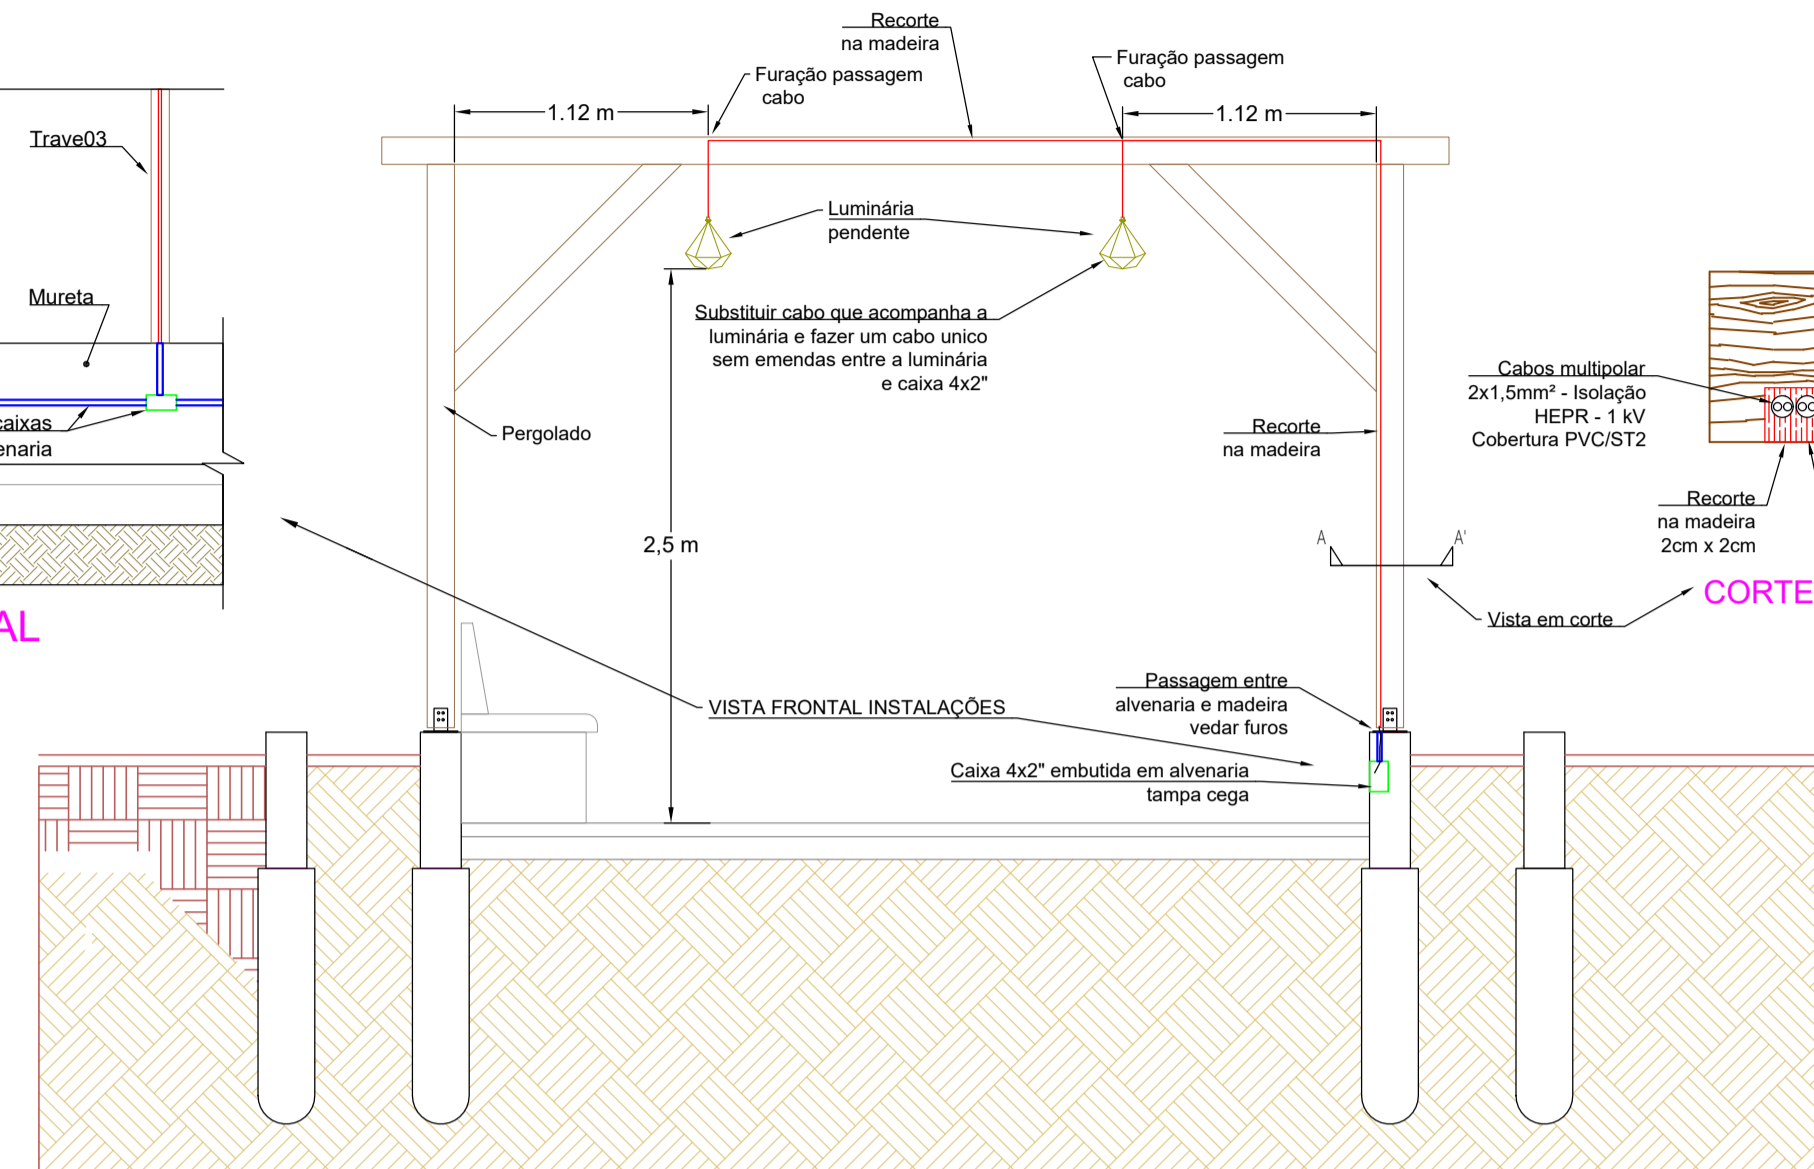 Recorte
na madeira
Furação passagem
cabo
Furação passagem
cabo
1.12 m
1.12 m
Trave03
Luminária
pendente
Mureta
Substituir cabo que acompanha a
luminária e fazer um cabo unico
sem emendas entre a luminária
e caixa 4x2"
Cabos multipolar
2x1,5mm² - Isolação
HEPR - 1 kV
Cobertura PVC/ST2
caixas
enaria
Pergolado
Recorte
na madeira
Recorte
na madeira
2cm x 2cm
2,5 m
A
A'
CORTE
AL
Vista em corte
Passagem entre
alvenaria e madeira
vedar furos
VISTA FRONTAL INSTALAÇÕES
Caixa 4x2" embutida em alvenaria
tampa cega